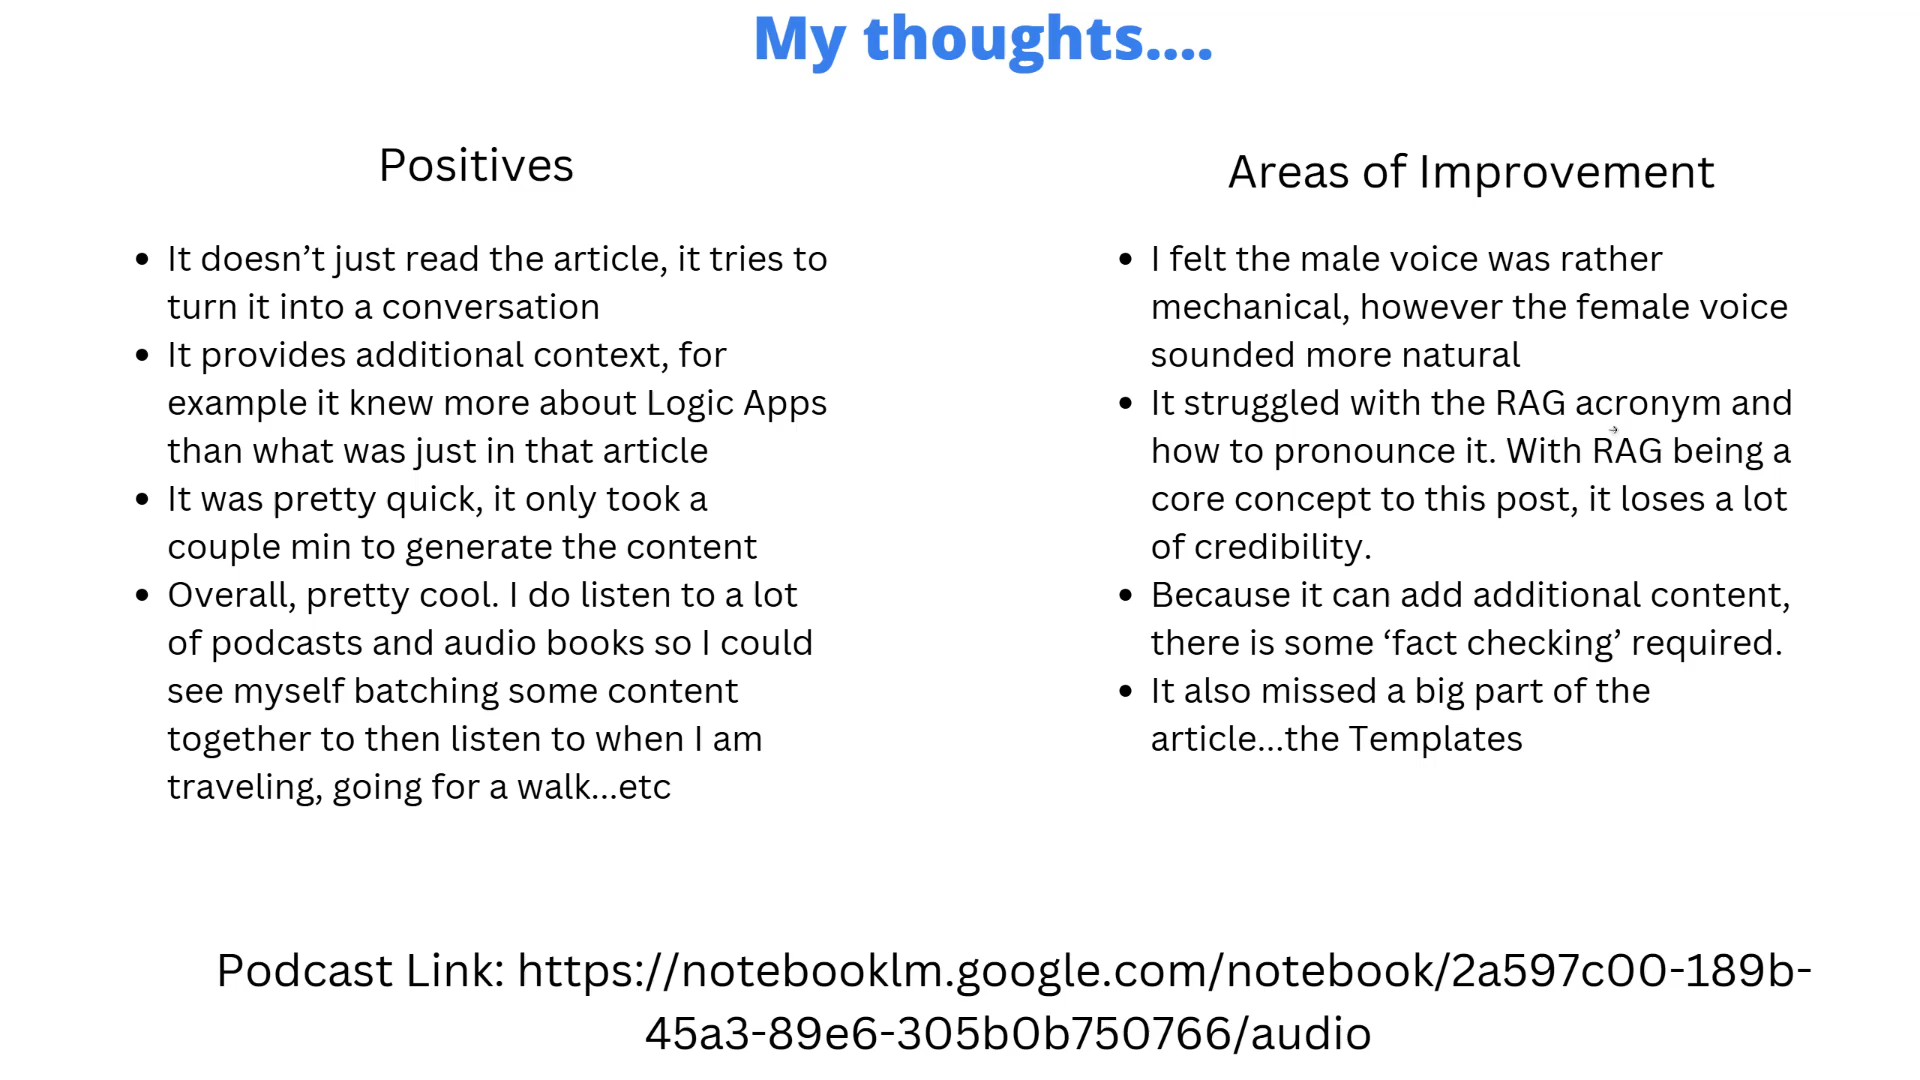 My thoughts....
Positives
It doesn’t just read the article, it tries to
turn it into a conversation
It provides additional context, for
example it knew more about Logic Apps
than what was just in that article
It was pretty quick, it only took a
couple min to generate the content
Overall, pretty cool. I do listen to a lot
of podcasts and audio books so I could
see myself batching some content
together to then listen to when I am
traveling, going for a walk...etc
Areas of Improvement
I felt the male voice was rather
mechanical, however the female voice
sounded more natural
It struggled with the RAG acronym and
how to pronounce it. With RAG being a
core concept to this post, it loses a lot
of credibility.
Because it can add additional content,
there is some ‘fact checking’ required.
It also missed a big part of the
article...the Templates
Podcast Link: https://notebooklm.google.com/notebook/2a597c00-189b-
45a3-89e6-305b0b750766/audio